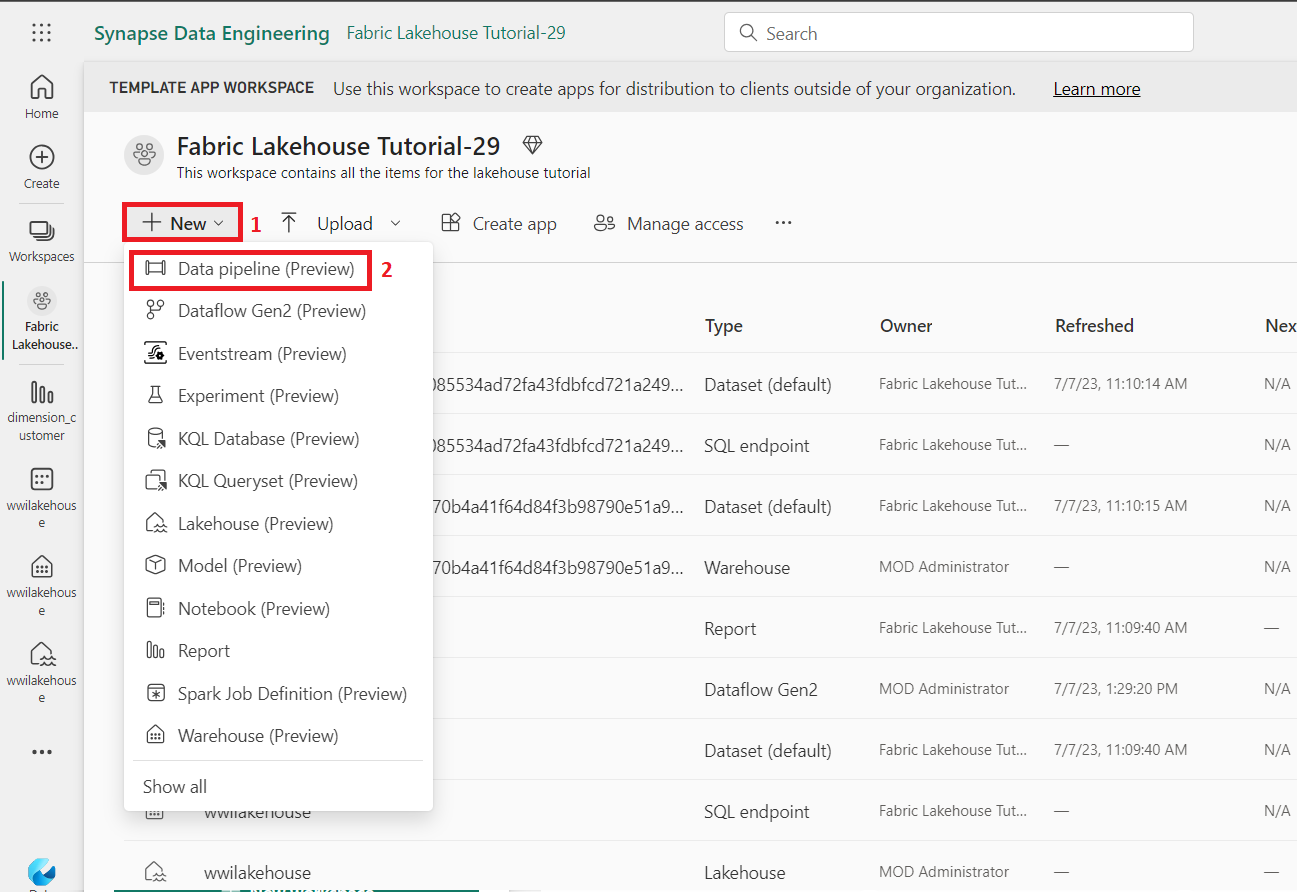 Synapse Data Engineering Fabric Lakehouse Tutorial-29 Search
Home
Create
Workspaces
Fabric
Lakehouse..
dimension_c
ustomer
wwilakehous
e
wwilakehous
e
wwilakehous
e
TEMPLATE APP WORKSPACE Use this workspace to create apps for distribution to clients outside of your organization. Learn more
Fabric Lakehouse Tutorial-29
This workspace contains all the items for the lakehouse tutorial
New 1 Upload Create app Manage access ...
Data pipeline (Preview) 2
Dataflow Gen2 (Preview)
Eventstream (Preview)
Experiment (Preview)
KQL Database (Preview)
KQL Queryset (Preview)
Lakehouse (Preview)
Model (Preview)
Notebook (Preview)
Report
Spark Job Definition (Preview)
Warehouse (Preview)
Show all
Type Owner Refreshed Nex
085534ad72fa43fdbfcd721a249... Dataset (default) Fabric Lakehouse Tut... 7/7/23, 11:10:14 AM N/A
085534ad72fa43fdbfcd721a249... SQL endpoint Fabric Lakehouse Tut... — N/A
70b4a41f64d84f3b98790e51a9... Dataset (default) Fabric Lakehouse Tut... 7/7/23, 11:10:15 AM N/A
70b4a41f64d84f3b98790e51a9... Warehouse MOD Administrator — N/A
Report Fabric Lakehouse Tut... 7/7/23, 11:09:40 AM —
Dataflow Gen2 MOD Administrator 7/7/23, 1:29:20 PM N/A
Dataset (default) Fabric Lakehouse Tut... 7/7/23, 11:09:40 AM N/A
wwilakehouse SQL endpoint Fabric Lakehouse Tut... — N/A
wwilakehouse Lakehouse MOD Administrator — —